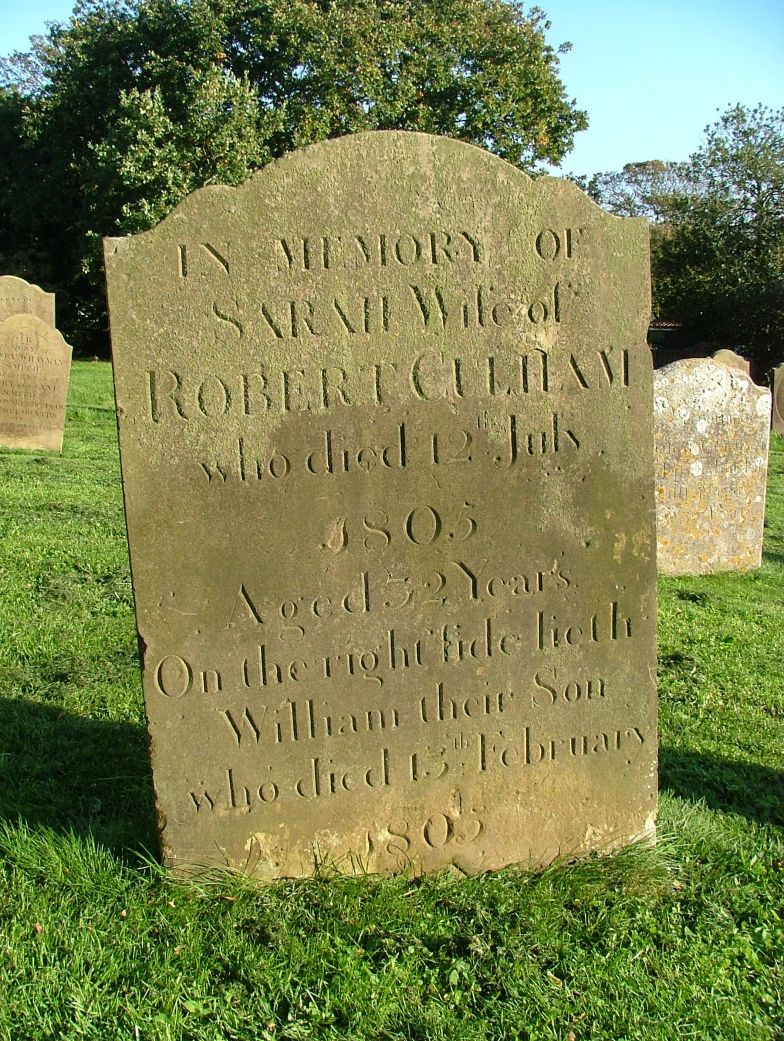 IN MEMORY OF
SARAH Wife of
ROBERT CULHAM
who died 12th July
1805
Aged 52 Years.
On the right ſide lieth
William their Son
who died 13th February
1805